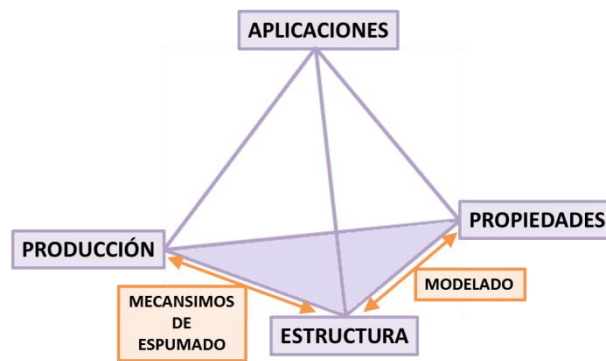 APLICACIONES
PROPIEDADES
PRODUCCIÓN
MODELADO
MECANSIMOS
DE
ESPUMADO
ESTRUCTURA